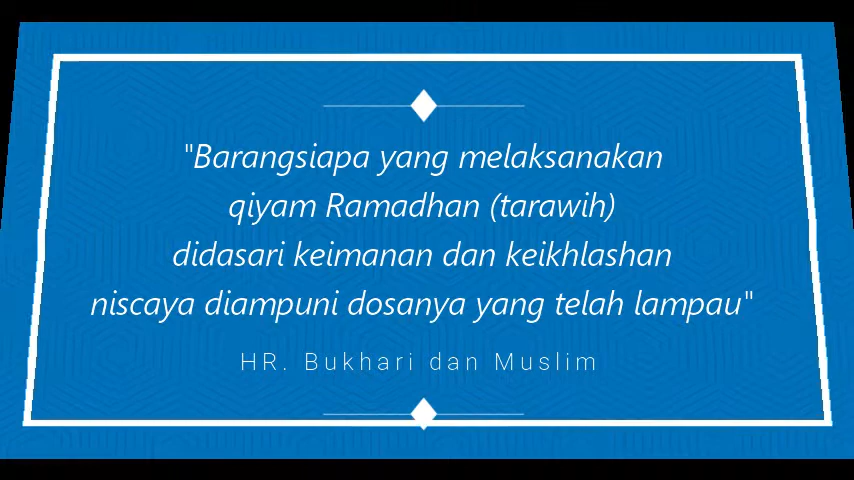 "Barangsiapa yang melaksanakan
qiyam Ramadhan (tarawih)
didasari keimanan dan keikhlashan
niscaya diampuni dosanya yang telah lampau"
HR. Bukhari dan Muslim